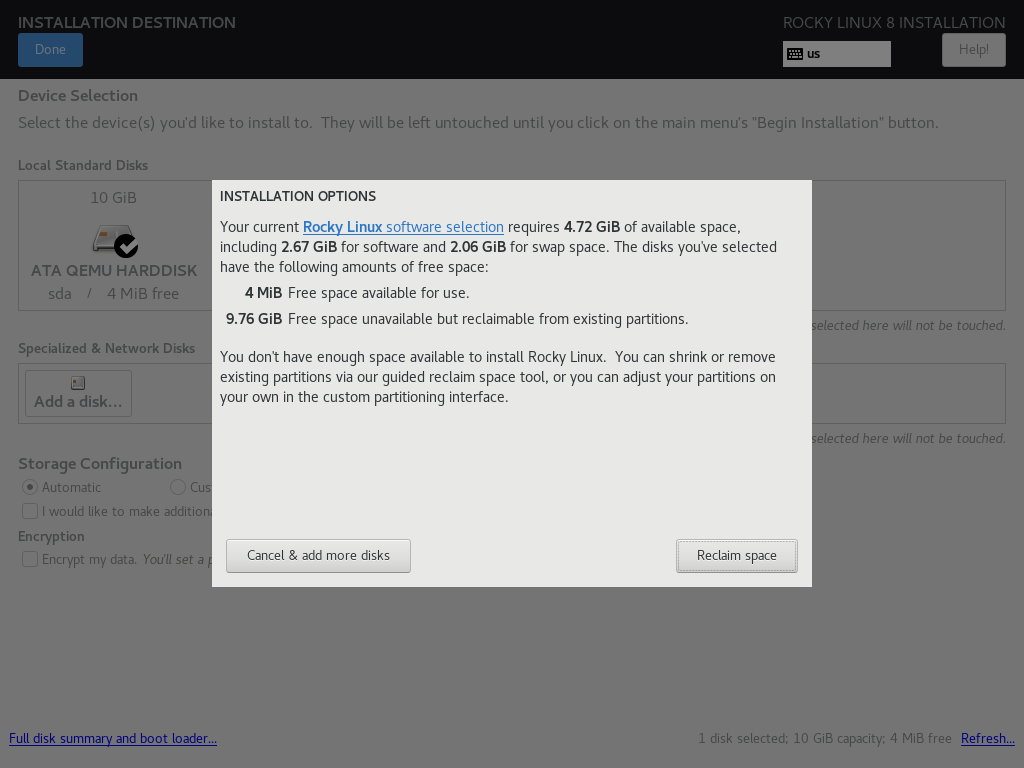 INSTALLATION DESTINATION
ROCKY LINUX 8 INSTALLATION
Done
us
Help!
Device Selection
Select the device(s) you'd like to install to.  They will be left untouched until you click on the main menu's "Begin Installation" button.
Local Standard Disks
10 GiB
ATA QEMU HARDDISK
sda / 4 MiB free
selected here will not be touched.
Specialized & Network Disks
Add a disk...
selected here will not be touched.
Storage Configuration
Automatic
Cus
I would like to make additiona
Encryption
Encrypt my data. You'll set a p
INSTALLATION OPTIONS
Your current Rocky Linux software selection requires 4.72 GiB of available space,
including 2.67 GiB for software and 2.06 GiB for swap space. The disks you've selected
have the following amounts of free space:
4 MiB Free space available for use.
9.76 GiB Free space unavailable but reclaimable from existing partitions.
You don't have enough space available to install Rocky Linux.  You can shrink or remove
existing partitions via our guided reclaim space tool, or you can adjust your partitions on
your own in the custom partitioning interface.
Cancel & add more disks
Reclaim space
Full disk summary and boot loader...
1 disk selected; 10 GiB capacity; 4 MiB free Refresh...